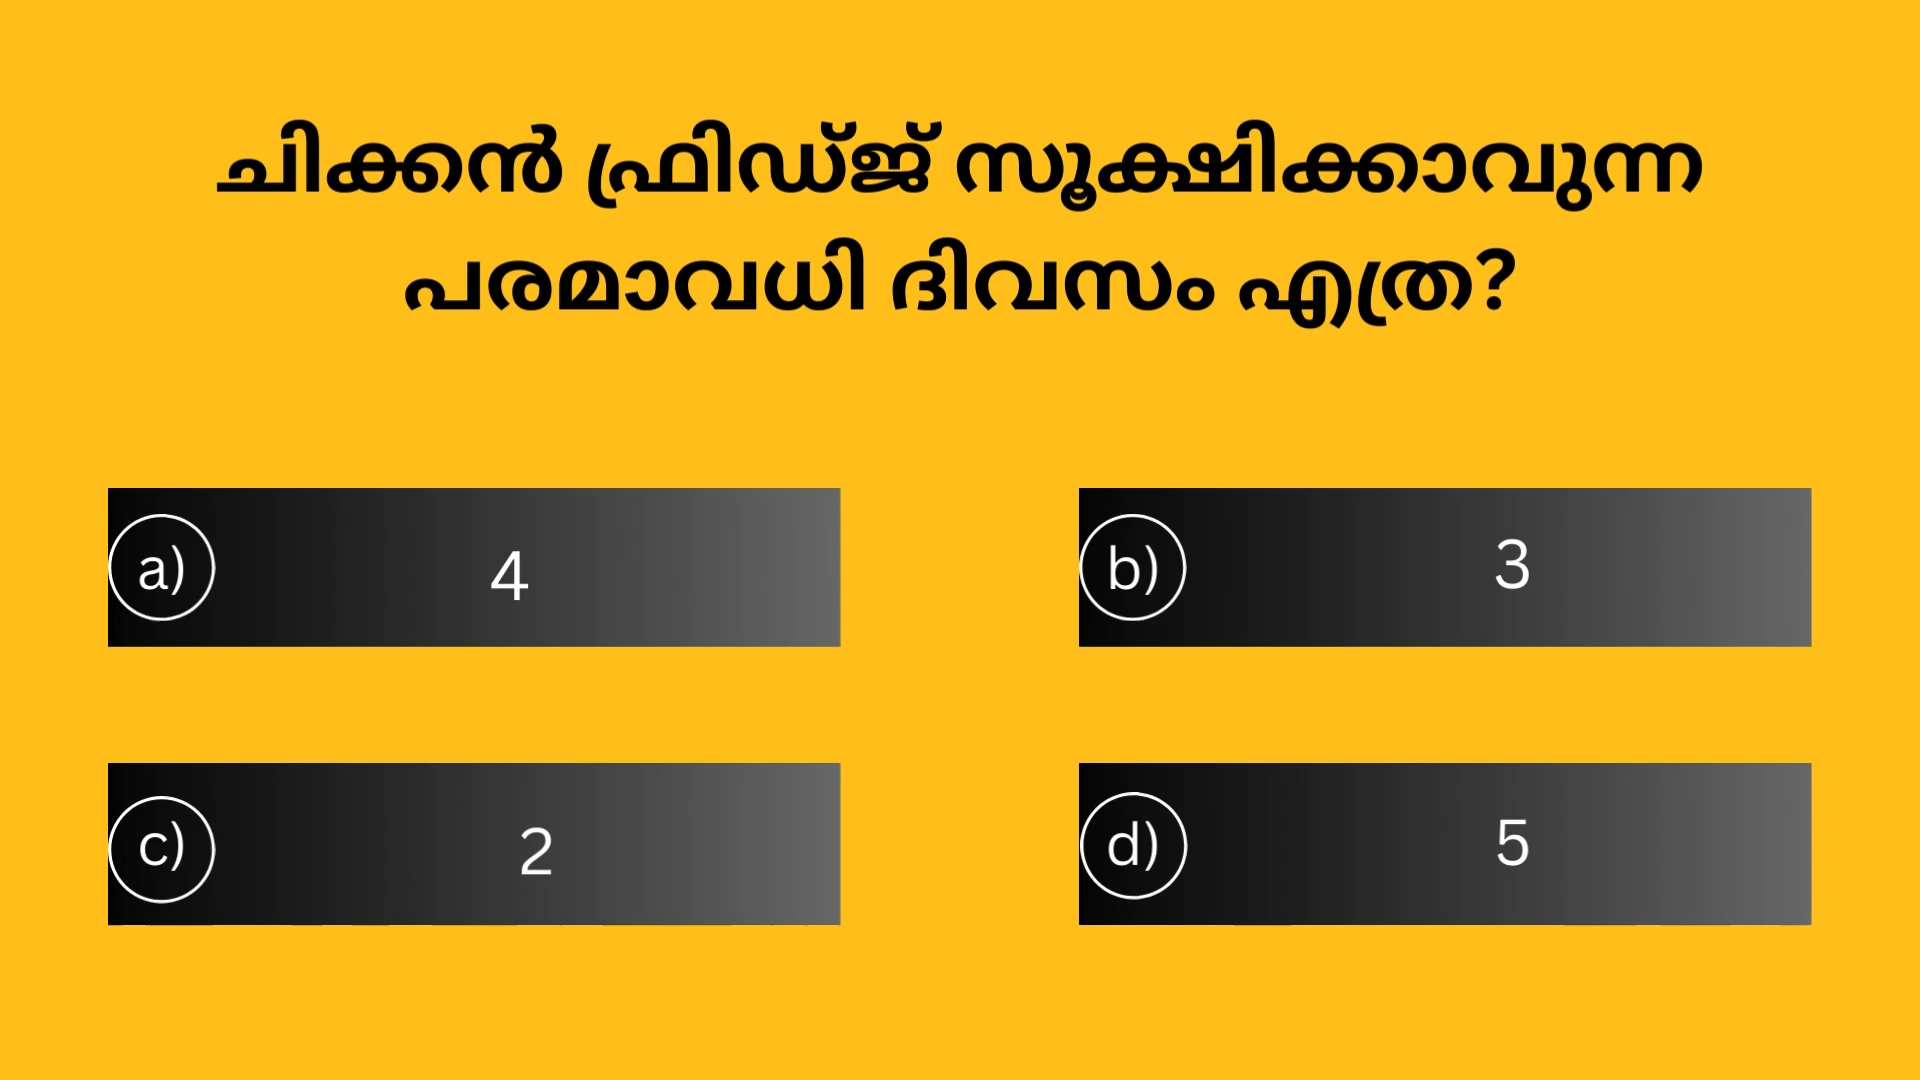 ചിക്കൻ ഫ്രിഡ്ജ് സൂക്ഷിക്കാവുന്ന
പരമാവധി ദിവസം എത്ര?
a) 4
b) 3
c) 2
d) 5